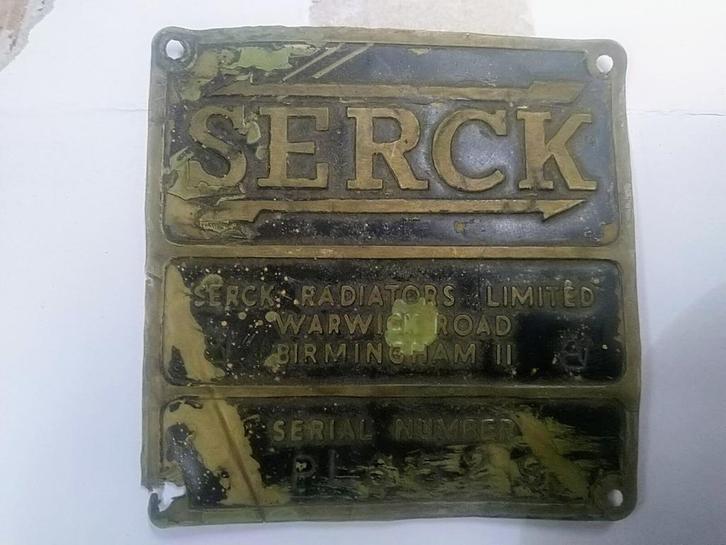 SERCK
SERCK RADIATORS LIMITED
WARWICK ROAD
BIRMINGHAM 11
SERIAL NUMBER